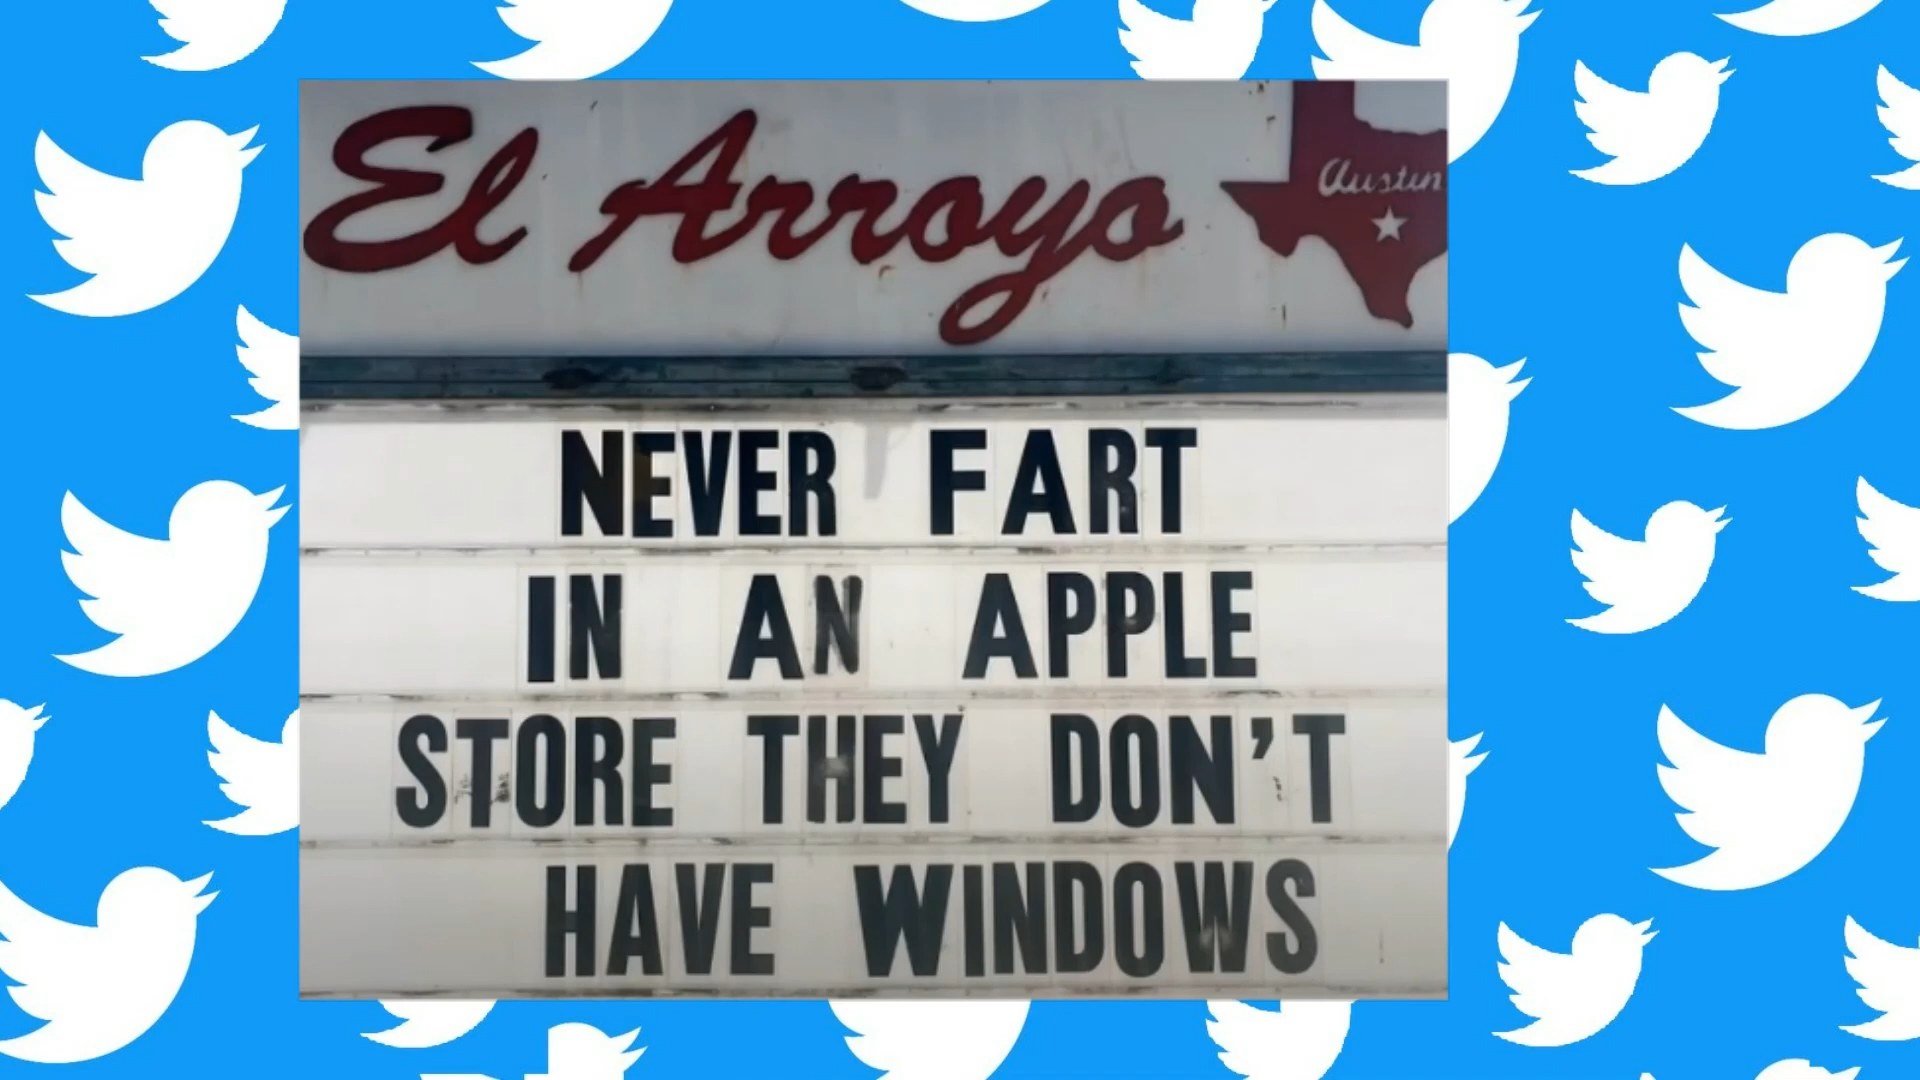 El Arroyo
Austin
NEVER FART
IN AN APPLE
STORE THEY DON'T
HAVE WINDOWS